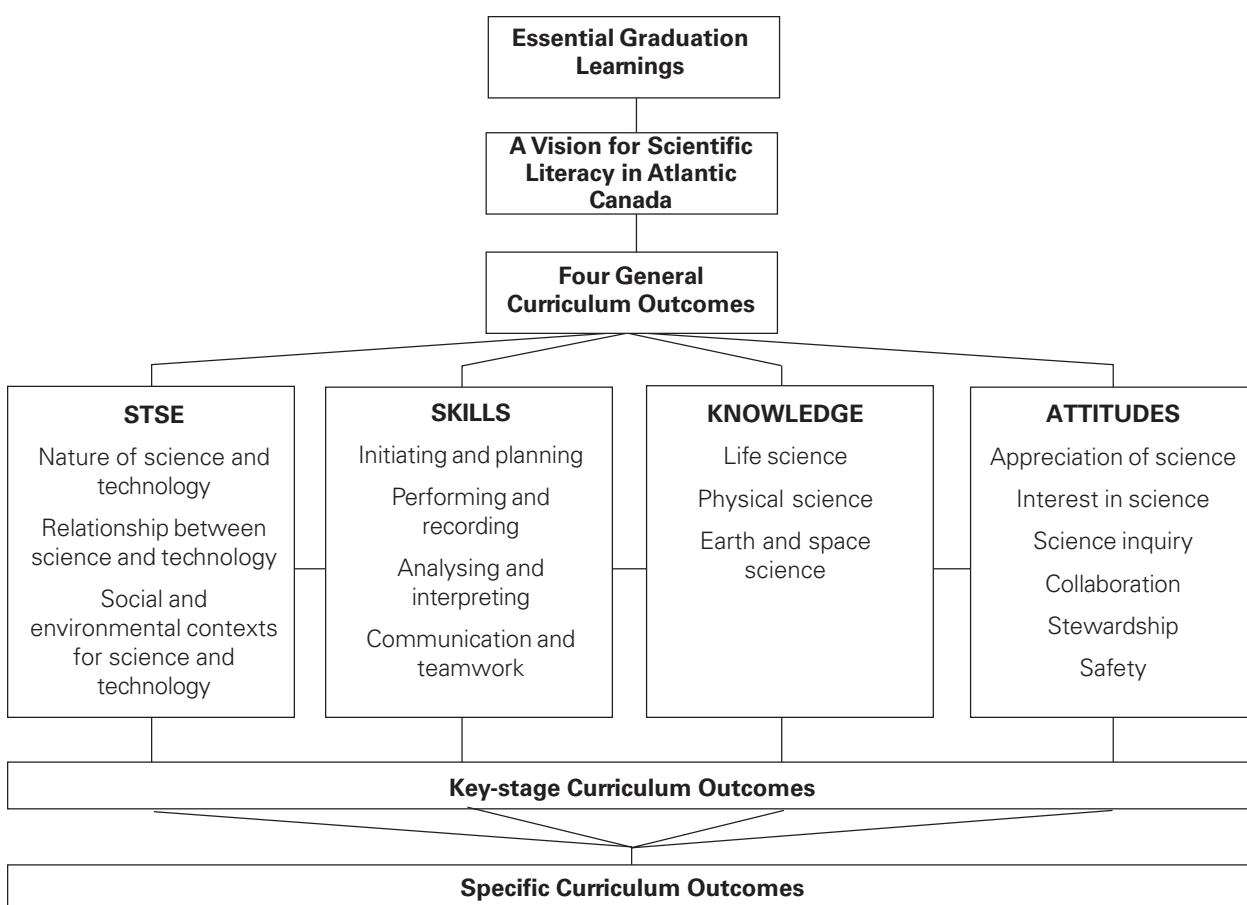 Essential Graduation
Learnings
A Vision for Scientific
Literacy in Atlantic
Canada
Four General
Curriculum Outcomes
STSE
Nature of science and
technology
Relationship between
science and technology
Social and
environmental contexts
for science and
technology
SKILLS
Initiating and planning
Performing and
recording
Analysing and
interpreting
Communication and
teamwork
KNOWLEDGE
Life science
Physical science
Earth and space
science
ATTITUDES
Appreciation of science
Interest in science
Science inquiry
Collaboration
Stewardship
Safety
Key-stage Curriculum Outcomes
Specific Curriculum Outcomes